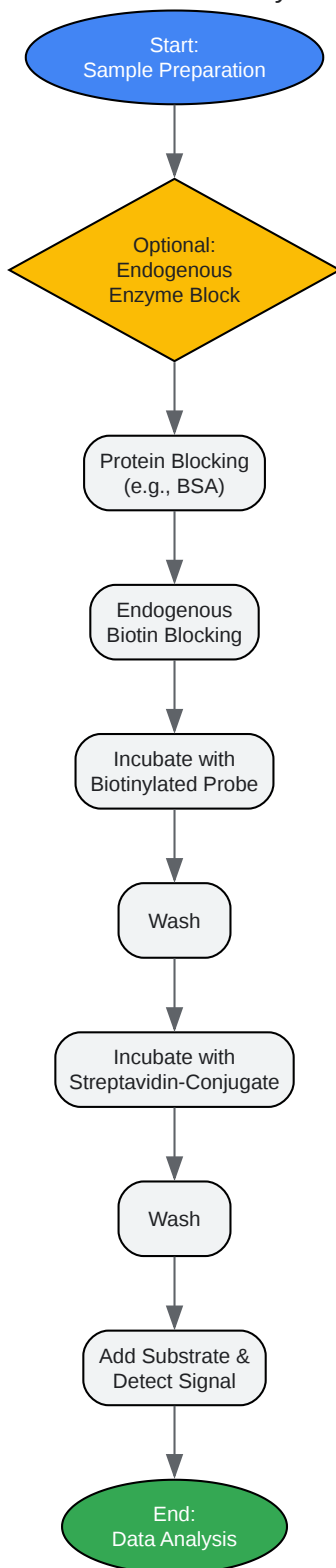 Start:
Sample Preparation
Optional:
Endogenous
Enzyme Block
Protein Blocking
(e.g., BSA)
Endogenous
Biotin Blocking
Incubate with
Biotinylated Probe
Wash
Incubate with
Streptavidin-Conjugate
Wash
Add Substrate &
Detect Signal
End:
Data Analysis